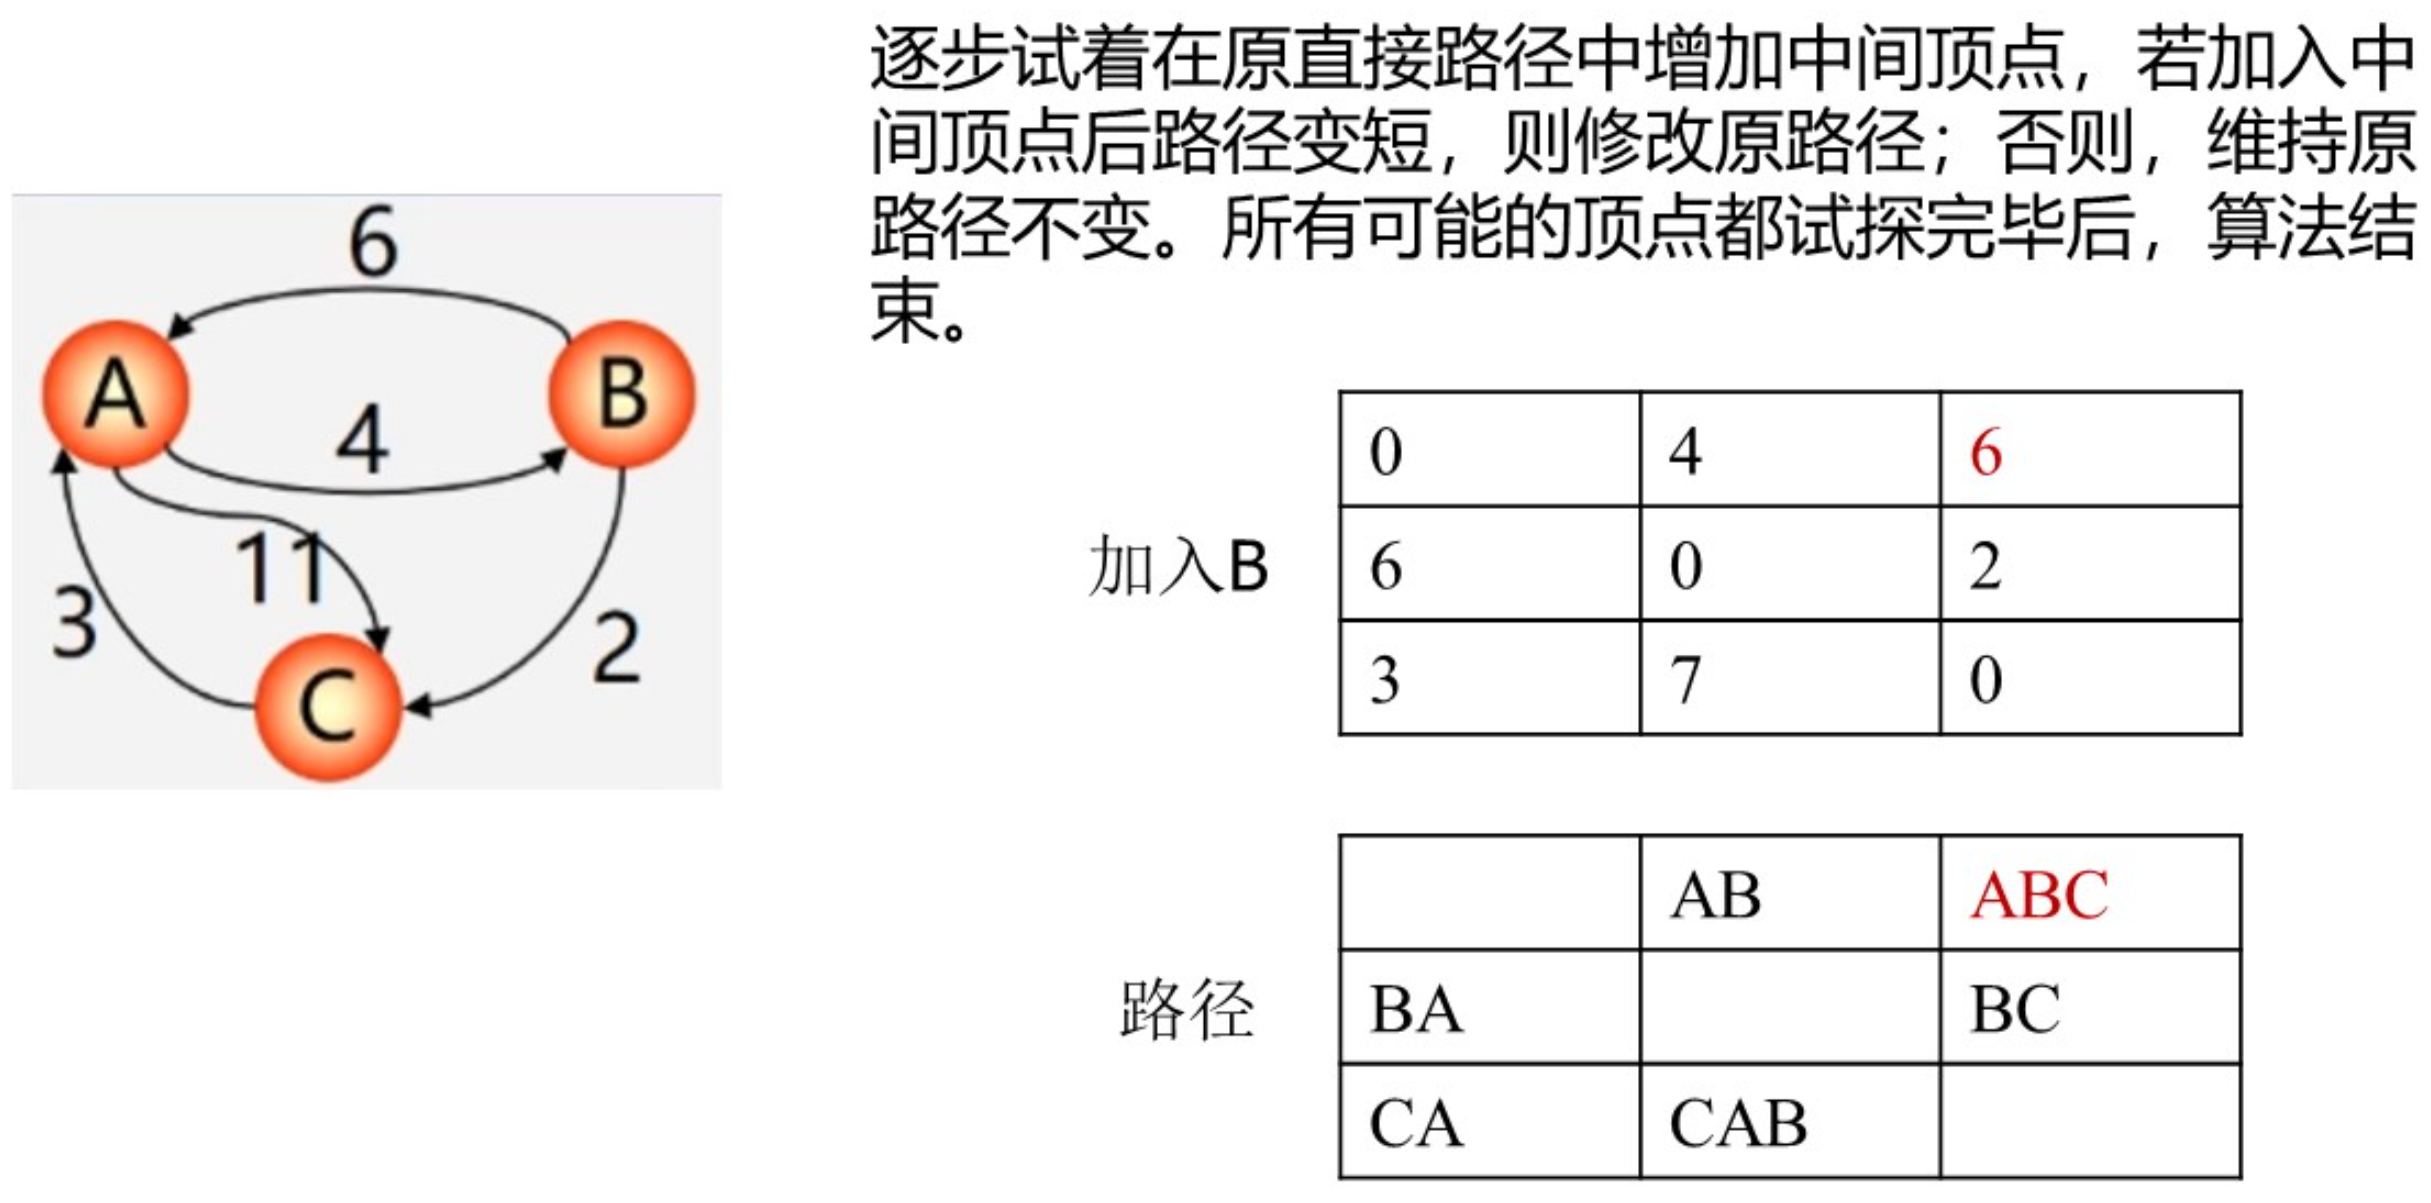 逐步试着在原直接路径中增加中间顶点，若加入中
间顶点后路径变短，则修改原路径；否则，维持原
路径不变。所有可能的顶点都试探完毕后，算法结
束。
6
A
B
4
11
3
2
C
加入B
0 4 6
6 0 2
3 7 0
路径
AB ABC
BA BC
CA CAB